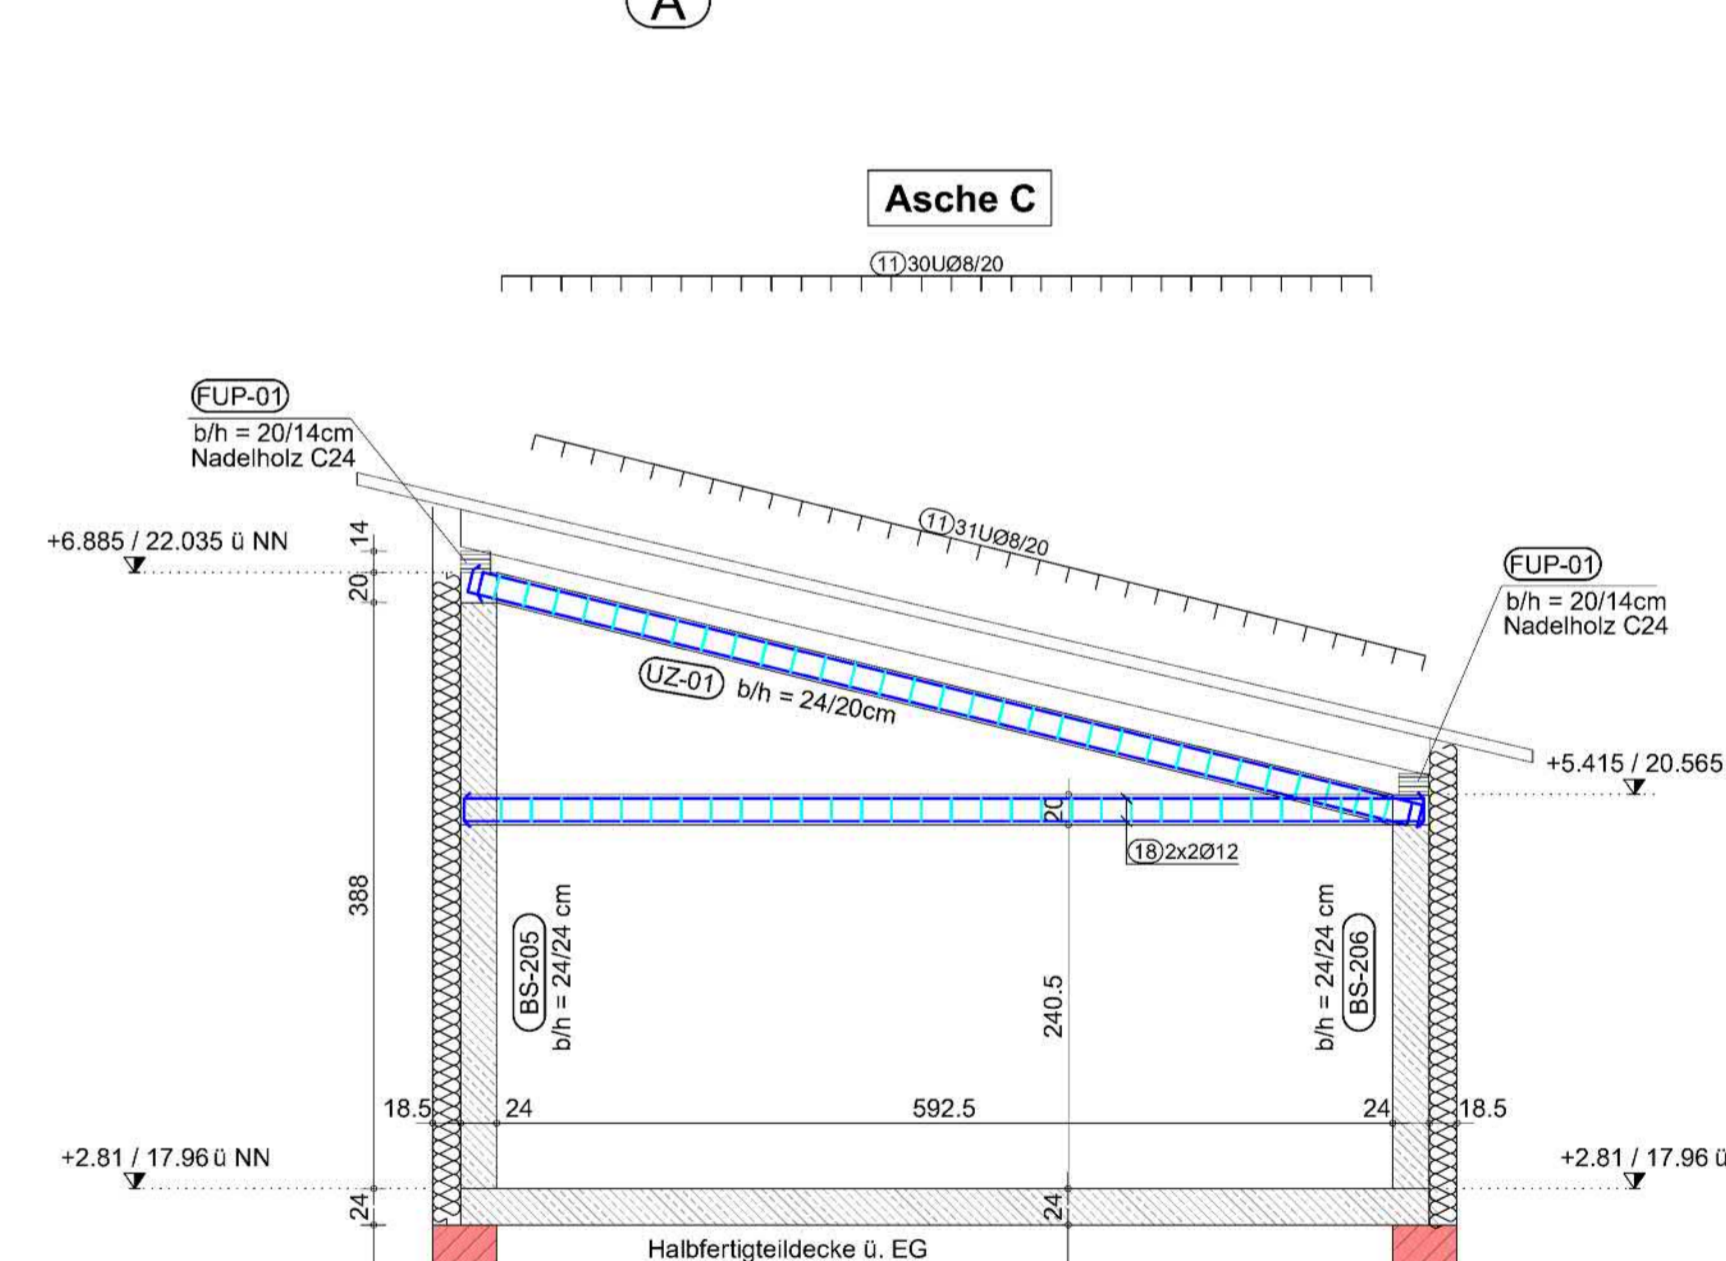 A
Asche C
11 30UØ8/20
FUP-01
b/h = 20/14cm
Nadelholz C24
11 31UØ8/20
+6.885 / 22.035 ü NN
14
20
FUP-01
b/h = 20/14cm
Nadelholz C24
UZ-01 b/h = 24/20cm
+5.415 / 20.565
20
18 2x2Ø12
388
BS-205
b/h = 24/24 cm
240.5
b/h = 24/24 cm
BS-206
18.5
24
592.5
24
18.5
+2.81 / 17.96 ü NN
+2.81 / 17.96 ü
24
24
Halbfertigteildecke ü. EG